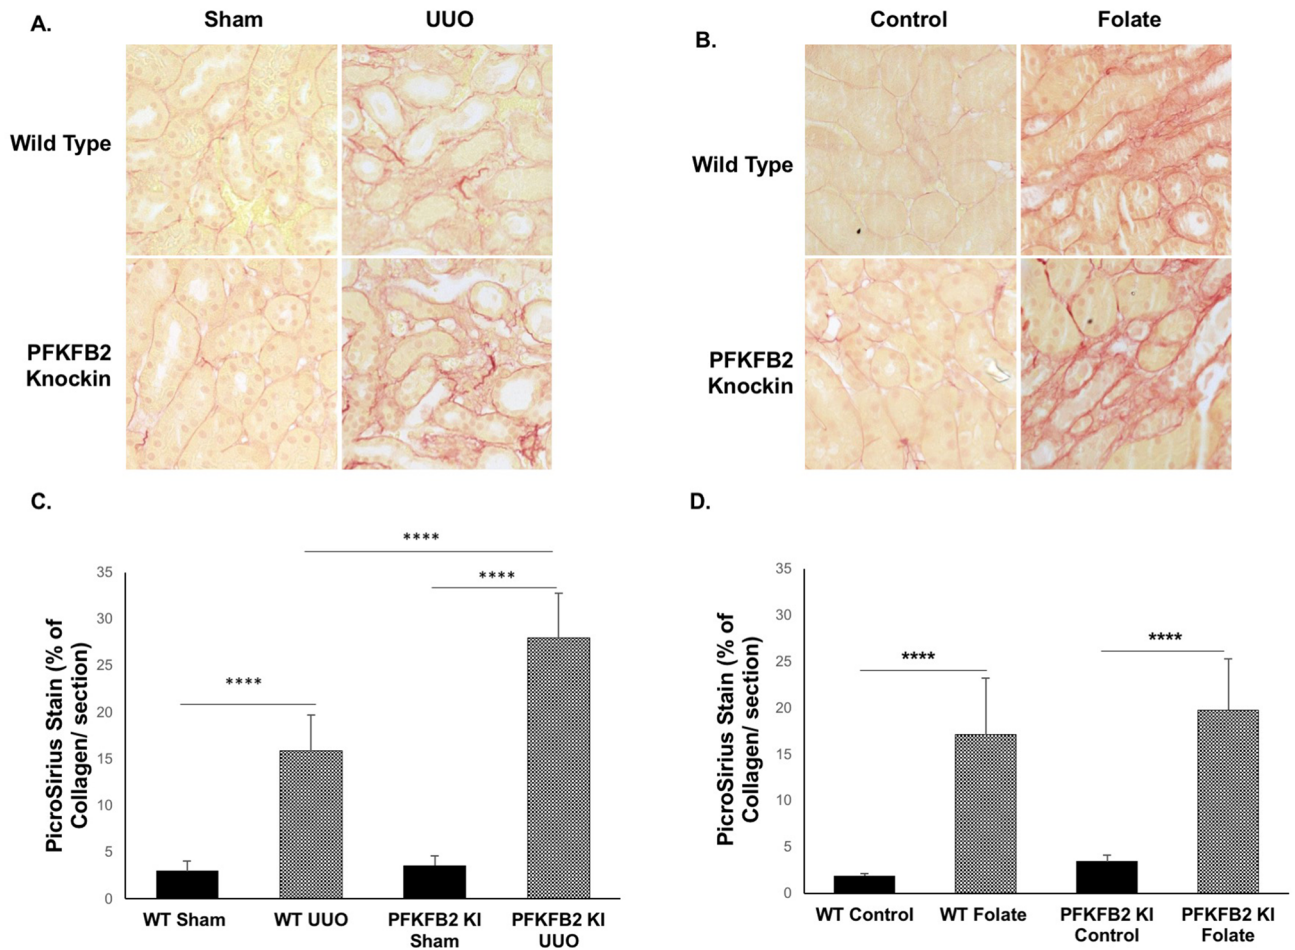 A.
Sham
UUO
Wild Type
PFKFB2
Knockin
B.
Control
Folate
Wild Type
PFKFB2
Knockin
C.
PicroSirius Stain (% of
Collagen/ section)
35
30
25
20
15
10
5
0
****
****
****
WT Sham
WT UUO
PFKFB2 KI
Sham
PFKFB2 KI
UUO
D.
PicroSirius Stain (% of
Collagen/ section)
35
30
25
20
15
10
5
0
****
****
WT Control
WT Folate
PFKFB2 KI
Control
PFKFB2 KI
Folate